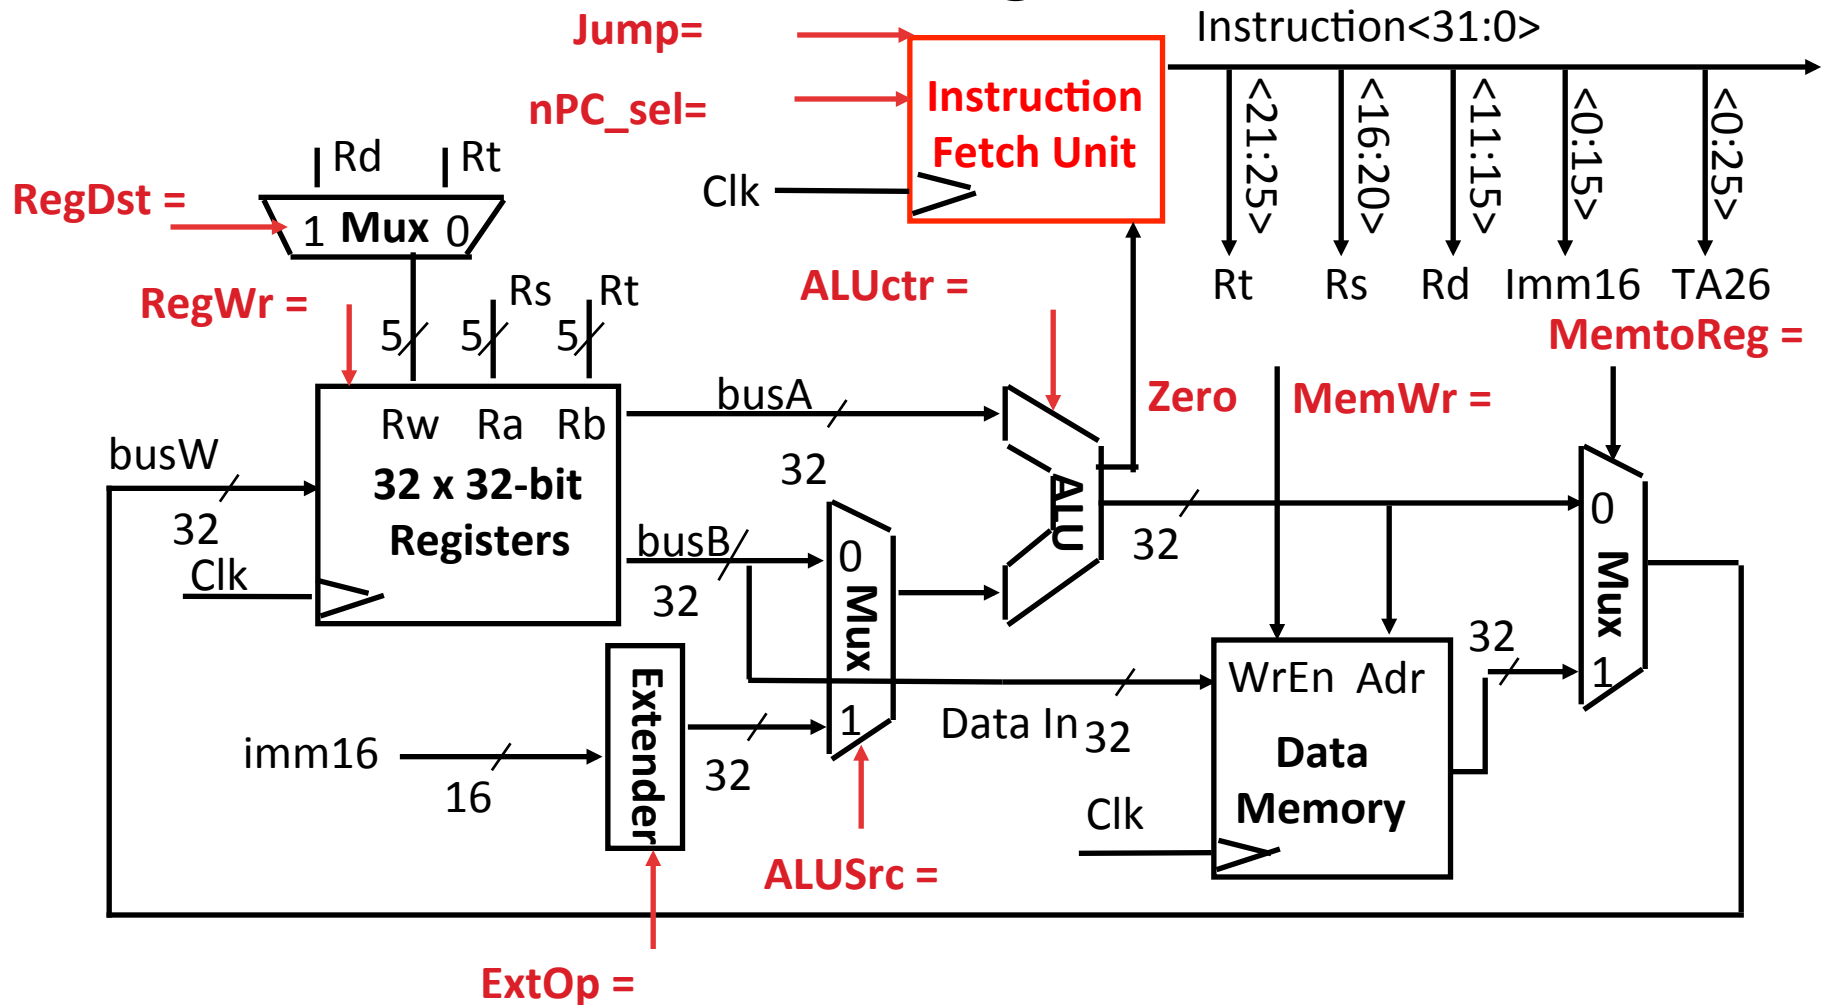 Jump=
Instruction<31:0>
nPC_sel=
Instruction
Fetch Unit
<21:25>
<16:20>
<11:15>
<0:15>
<0:25>
Rd
Rt
RegDst =
1 Mux 0
Clk
Rt
Rs
Rd
Imm16
TA26
RegWr =
5
5
Rs
5
Rt
ALUctr =
MemtoReg =
busW
32
Rw Ra Rb
32 x 32-bit
Registers
Clk
busA
32
busB
32
0
Mux
1
ALU
Zero
MemWr =
32
0
Mux
1
32
imm16
16
Extender
32
Data In
32
WrEn Adr
Data
Memory
Clk
ALUSrc =
ExtOp =